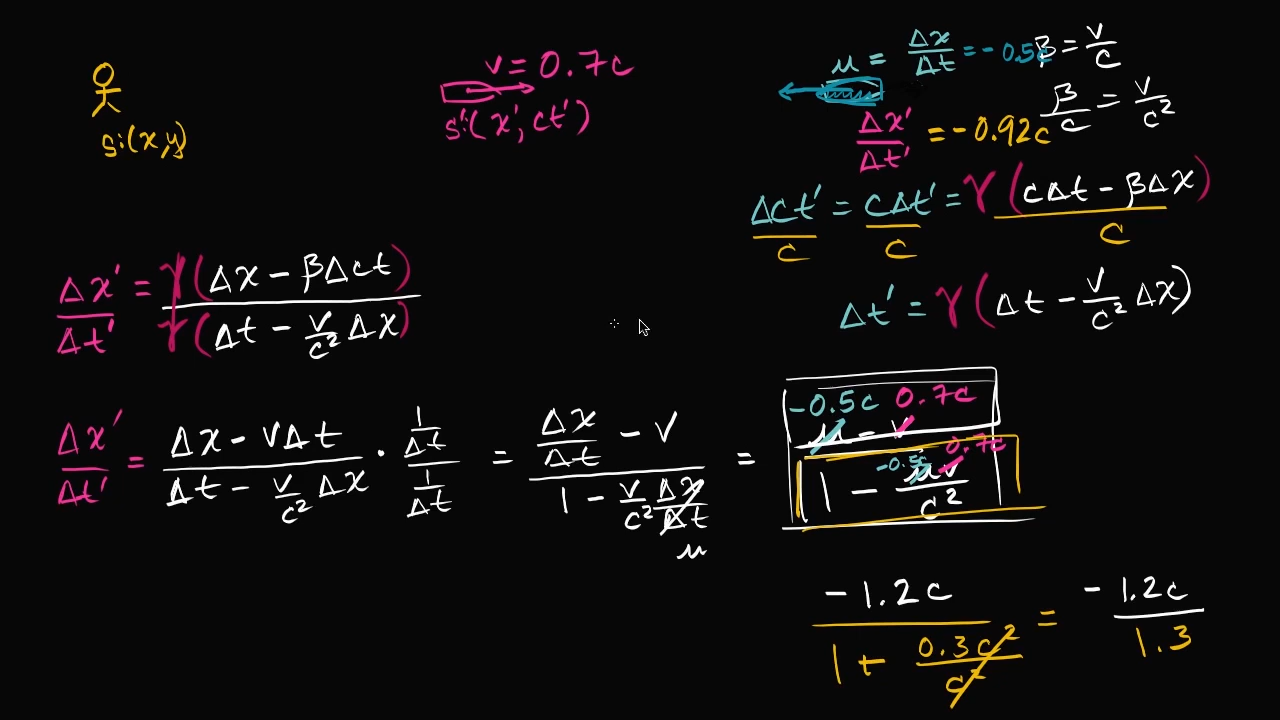 v = 0.7c
S:(x,y)
S':(x', ct')
u = Δx/Δt = -0.5c
β = v/c
β/c = v/c²
Δx'/Δt' = -0.92c
Δct'/c = cΔt'/c = γ(cΔt - βΔx)/c
Δt' = γ(Δt - v/c² Δx)
Δx'/Δt' = γ(Δx - βΔct)/γ(Δt - v/c² Δx)
Δx'/Δt' = (Δx - vΔt)/(Δt - v/c² Δx) · (1/Δt)/(1/Δt) = (Δx/Δt - v)/(1 - v/c² Δx/Δt) = (u - v)/(1 - uv/c²)
u
-0.5c 0.7c
-0.5c 0.7c
-1.2c/(1 + 0.3c²/c²) = -1.2c/1.3